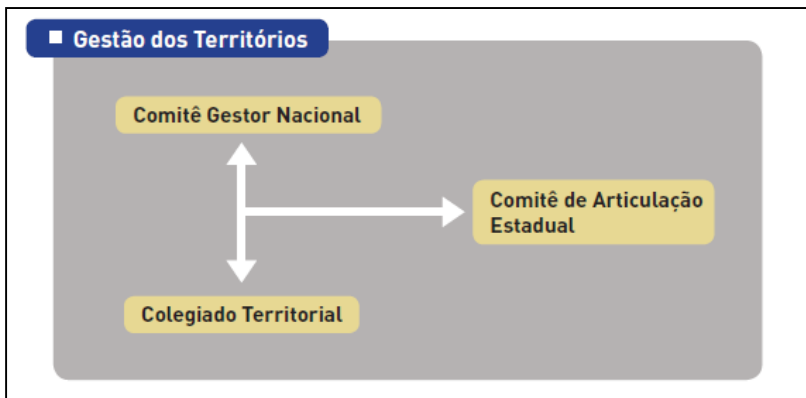 Gestão dos Territórios
Comitê Gestor Nacional
Comitê de Articulação
Estadual
Colegiado Territorial